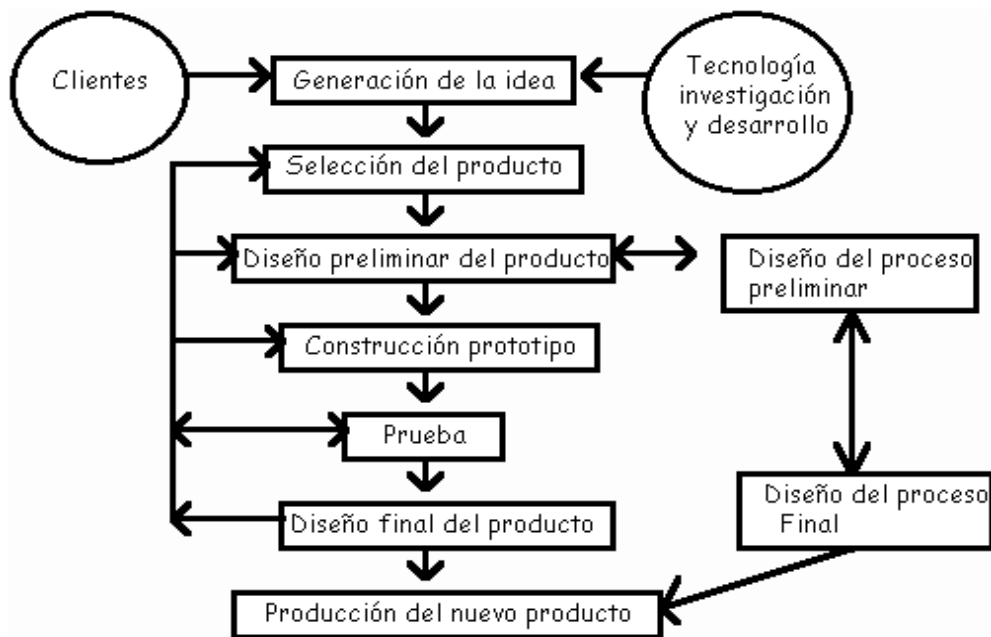 Clientes
Generación de la idea
Tecnología
investigación
y desarrollo
Selección del producto
Diseño preliminar del producto
Diseño del proceso
preliminar
Construcción prototipo
Prueba
Diseño final del producto
Diseño del proceso
Final
Producción del nuevo producto